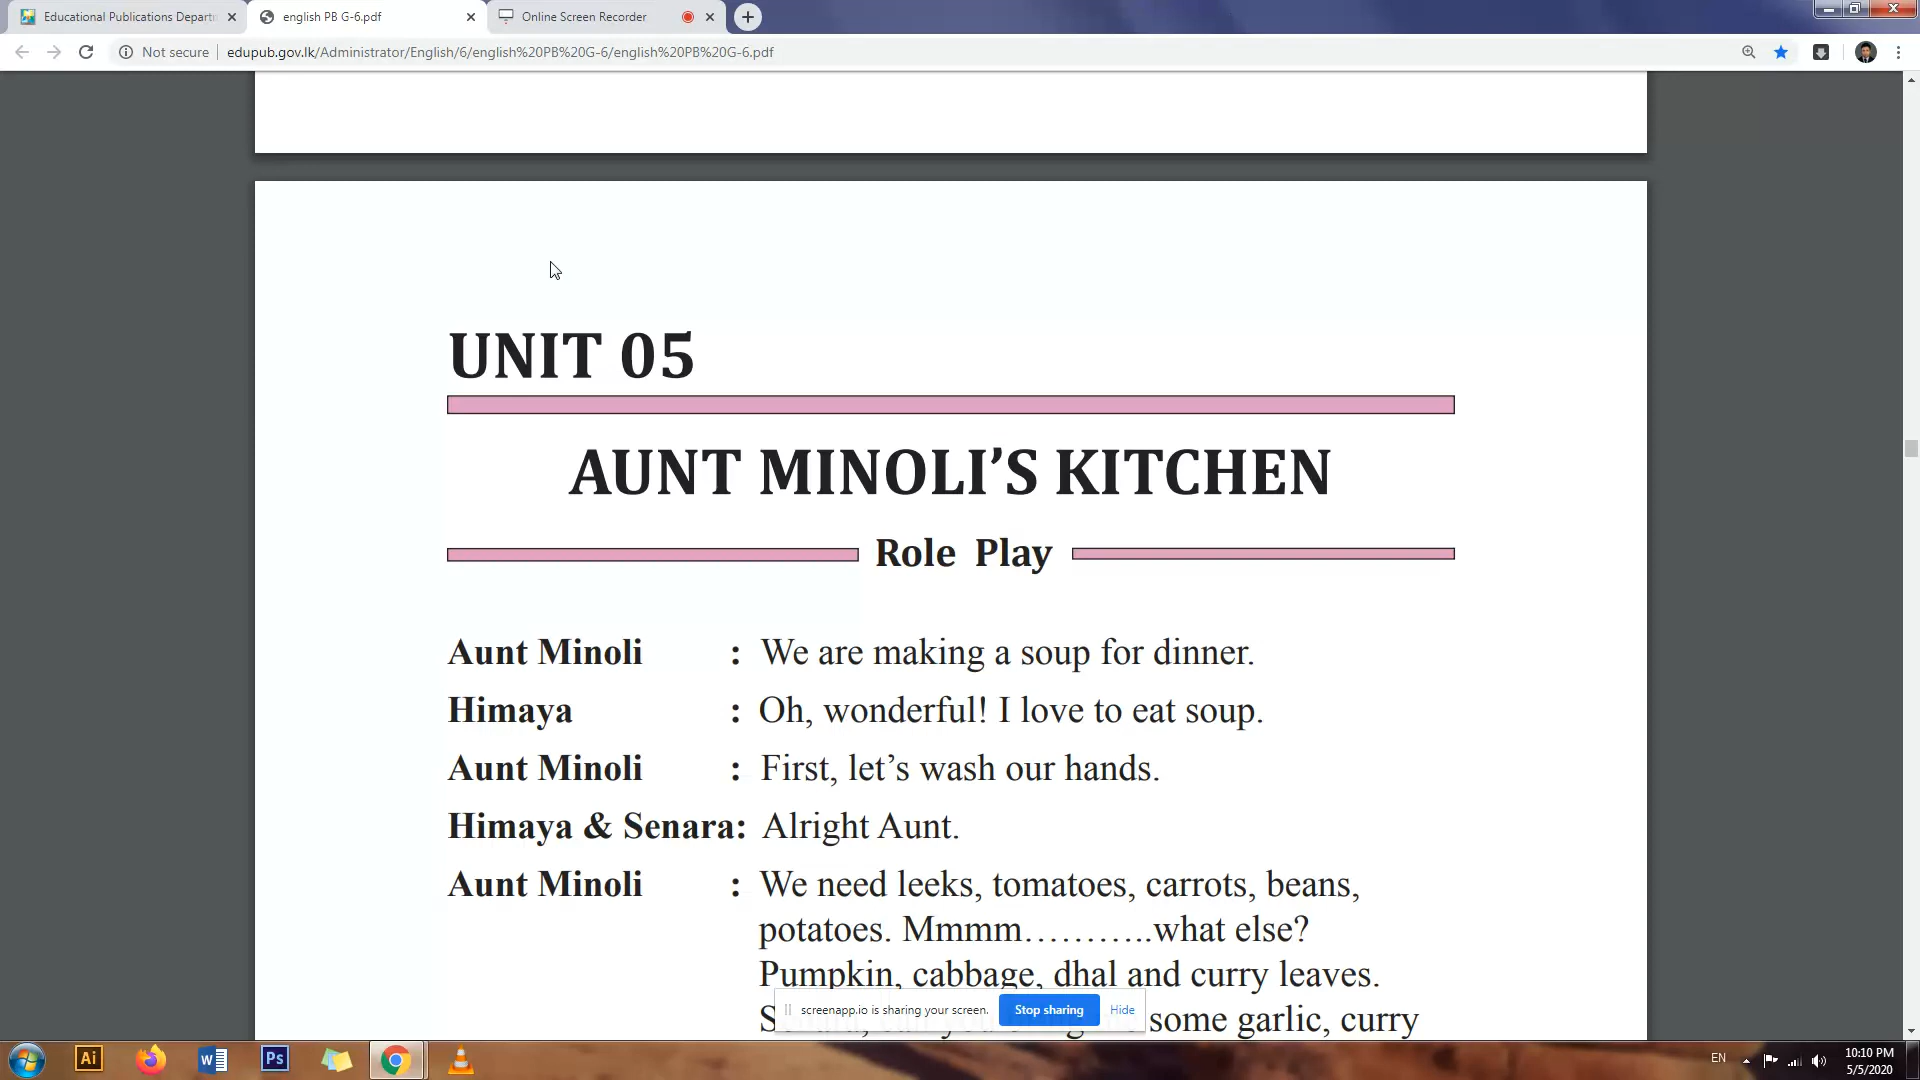 Educational Publications Departm
english PB G-6.pdf
Online Screen Recorder
Not secure
edupub.gov.lk/Administrator/English/6/english%20PB%20G-6/english%20PB%20G-6.pdf
UNIT 05
AUNT MINOLI’S KITCHEN
Role Play
Aunt Minoli : We are making a soup for dinner.
Himaya : Oh, wonderful! I love to eat soup.
Aunt Minoli : First, let’s wash our hands.
Himaya & Senara: Alright Aunt.
Aunt Minoli : We need leeks, tomatoes, carrots, beans,
potatoes. Mmmm………..what else?
Pumpkin, cabbage, dhal and curry leaves.
some garlic, curry
screenapp.io is sharing your screen. Stop sharing Hide
Ai
W
Ps
EN
10:10 PM
5/5/2020